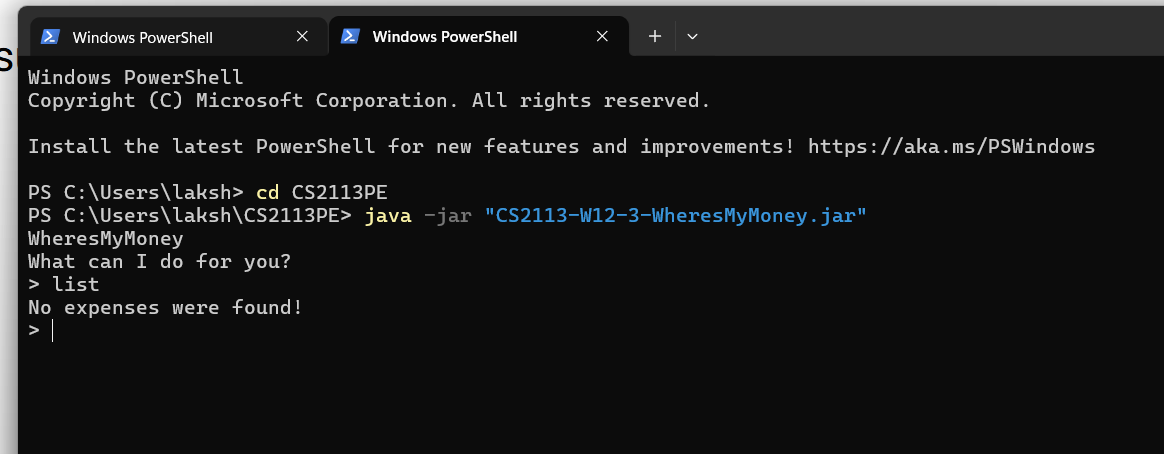 Windows PowerShell
Windows PowerShell
Windows PowerShell
Copyright (C) Microsoft Corporation. All rights reserved.
Install the latest PowerShell for new features and improvements! https://aka.ms/PSWindows
PS C:\Users\laksh> cd CS2113PE
PS C:\Users\laksh\CS2113PE> java -jar "CS2113-W12-3-WheresMyMoney.jar"
WheresMyMoney
What can I do for you?
> list
No expenses were found!
>